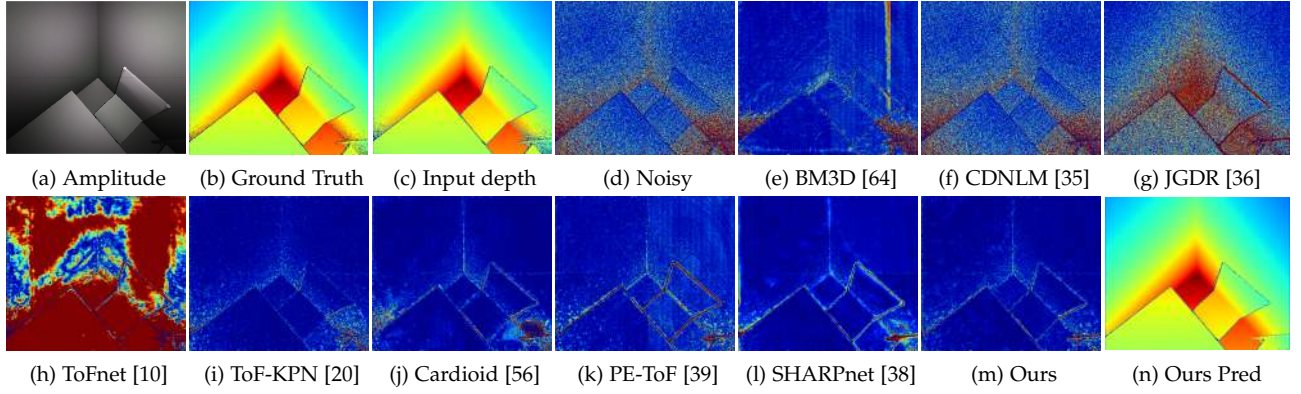 (a) Amplitude
(b) Ground Truth
(c) Input depth
(d) Noisy
(e) BM3D [64]
(f) CDNLM [35]
(g) JGDR [36]
(h) ToFnet [10]
(i) ToF-KPN [20]
(j) Cardioid [56]
(k) PE-ToF [39]
(l) SHARPnet [38]
(m) Ours
(n) Ours Pred